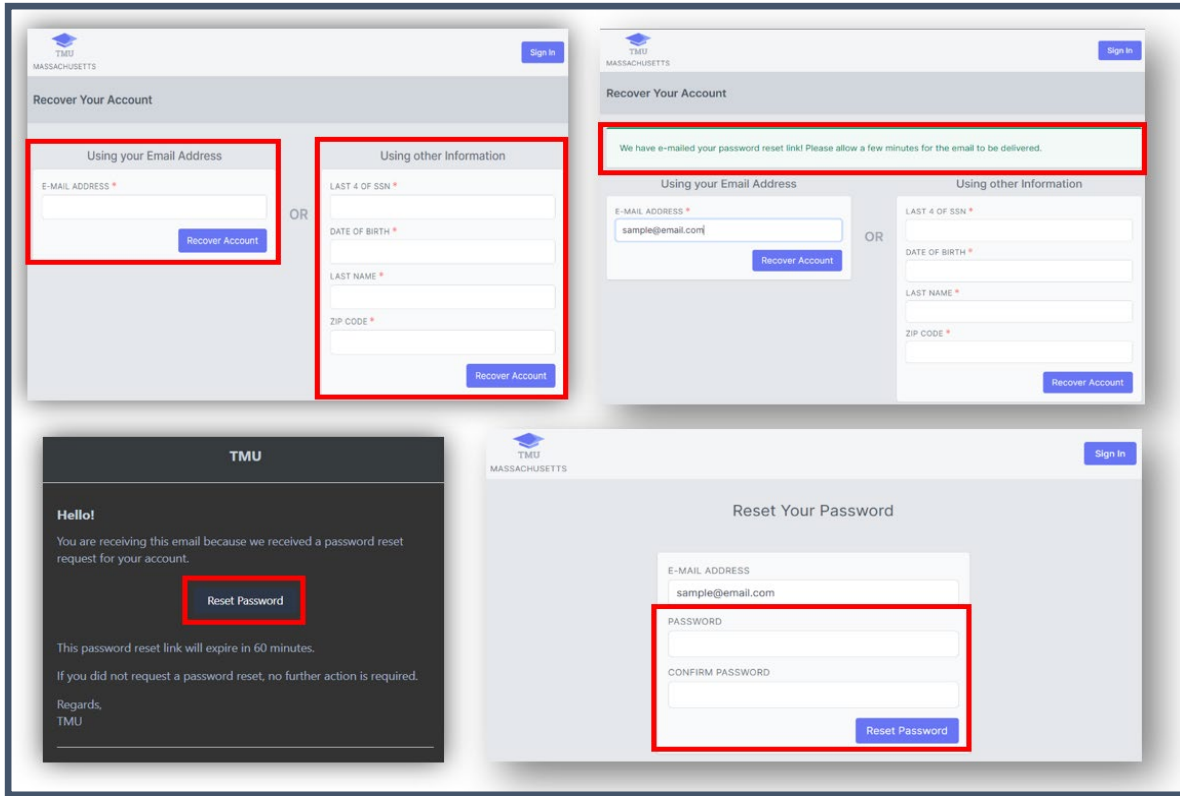 TMU
MASSACHUSETTS
Sign In
Recover Your Account
Using your Email Address
E-MAIL ADDRESS *
Recover Account
OR
Using other Information
LAST 4 OF SSN *
DATE OF BIRTH *
LAST NAME *
ZIP CODE *
Recover Account
TMU
MASSACHUSETTS
Sign In
Recover Your Account
We have e-mailed your password reset link! Please allow a few minutes for the email to be delivered.
Using your Email Address
E-MAIL ADDRESS *
sample@email.com
Recover Account
OR
Using other Information
LAST 4 OF SSN *
DATE OF BIRTH *
LAST NAME *
ZIP CODE *
Recover Account
TMU
Hello!
You are receiving this email because we received a password reset
request for your account.
Reset Password
This password reset link will expire in 60 minutes.
If you did not request a password reset, no further action is required.
Regards,
TMU
TMU
MASSACHUSETTS
Sign In
Reset Your Password
E-MAIL ADDRESS
sample@email.com
PASSWORD
CONFIRM PASSWORD
Reset Password